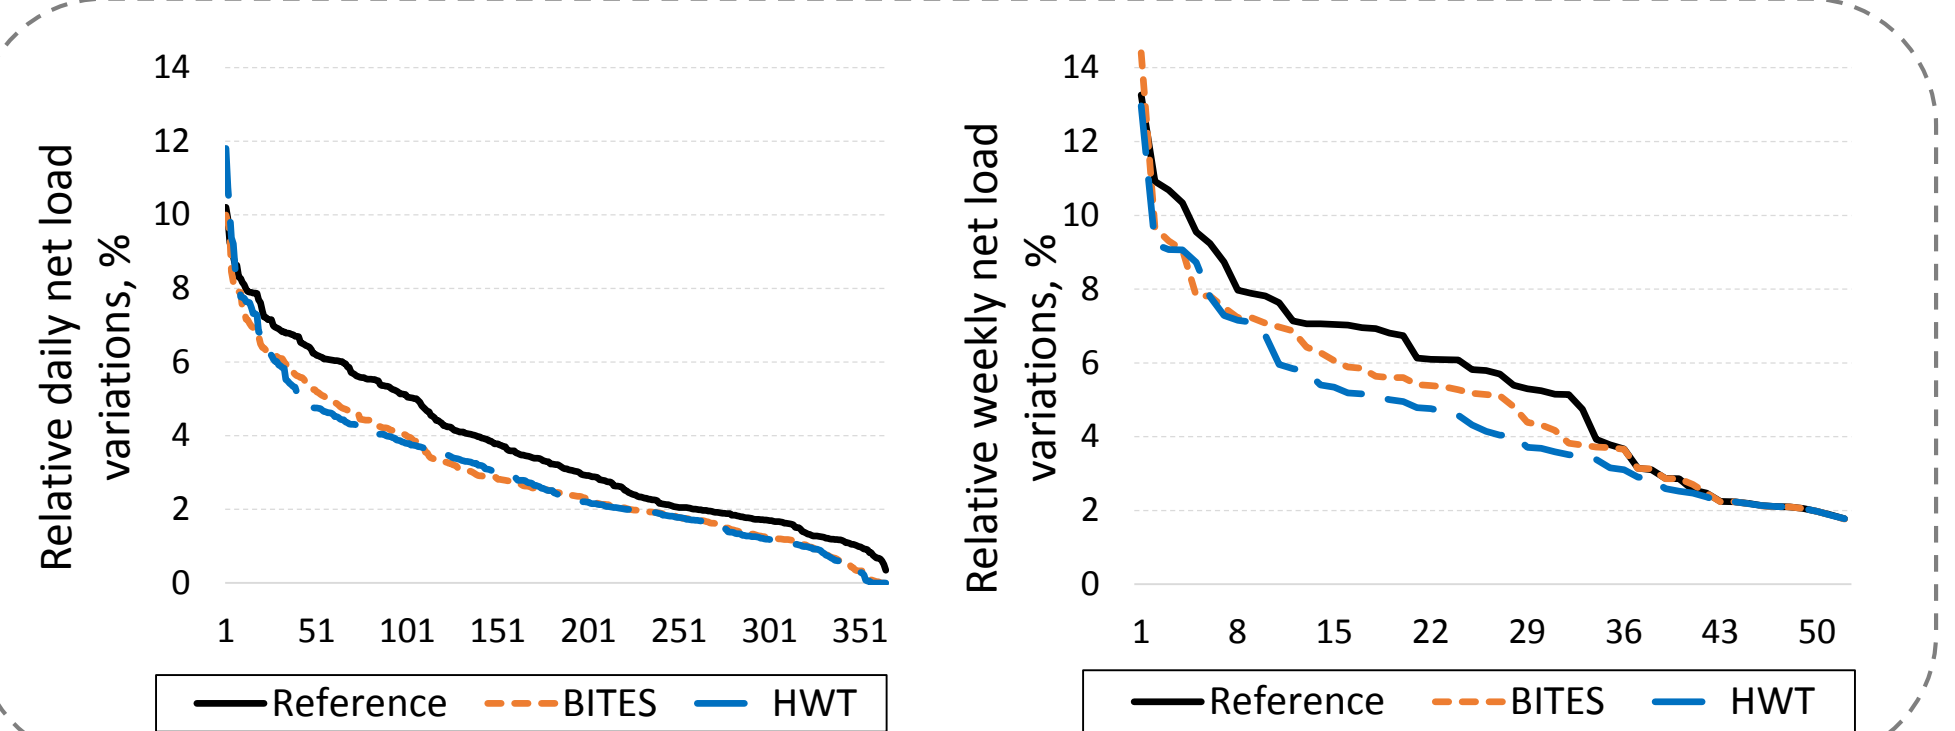 Relative daily net load
variations, %
14
12
10
8
6
4
2
0
1 51 101 151 201 251 301 351
Reference BITES HWT
Relative weekly net load
variations, %
14
12
10
8
6
4
2
0
1 8 15 22 29 36 43 50
Reference BITES HWT